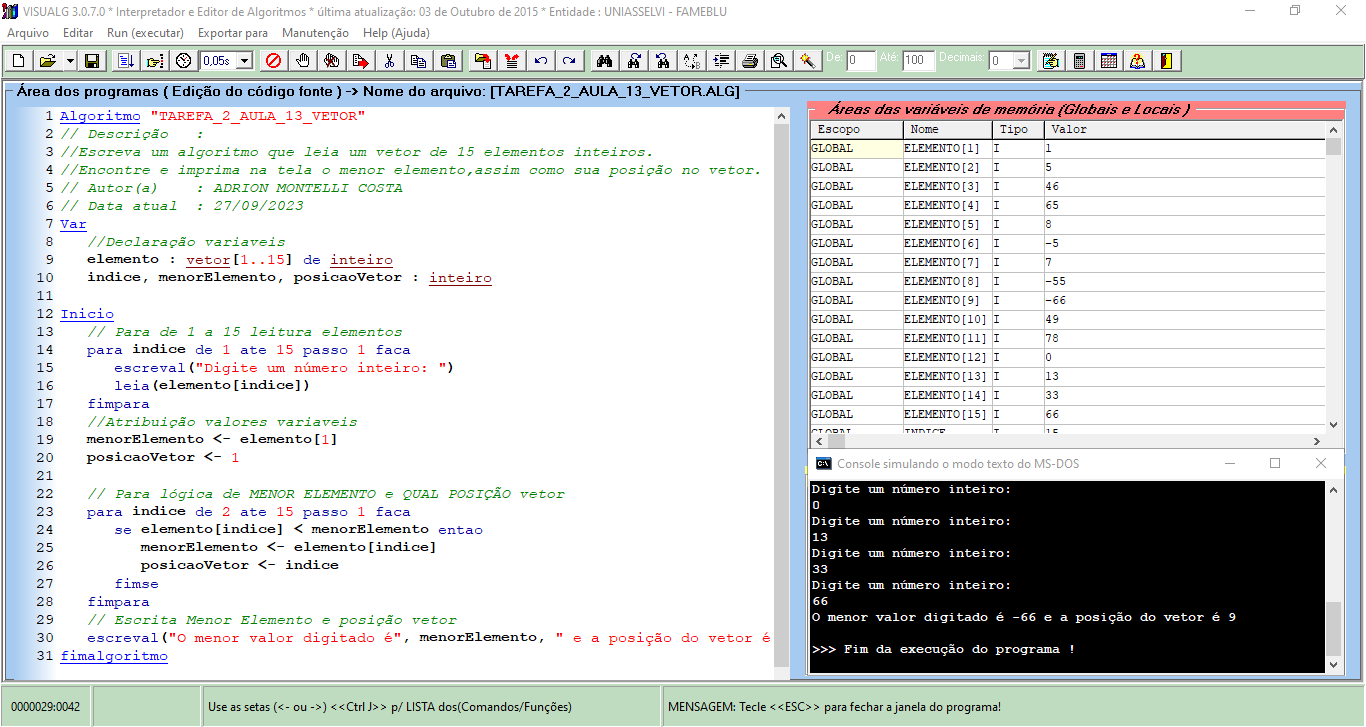 VISUALG 3.0.7.0 * Interpretador e Editor de Algoritmos * última atualização: 03 de Outubro de 2015 * Entidade : UNIASSELVI - FAMEBLU
Arquivo Editar Run (executar) Exportar para Manutenção Help (Ajuda)
0,05s De: 0 Até: 100 Decimais: 0
Área dos programas ( Edição do código fonte ) -> Nome do arquivo: [TAREFA_2_AULA_13_VETOR.ALG]
1 Algoritmo "TAREFA_2_AULA_13_VETOR"
2 // Descrição   :
3 //Escreva um algoritmo que leia um vetor de 15 elementos inteiros.
4 //Encontre e imprima na tela o menor elemento,assim como sua posição no vetor.
5 // Autor(a)    : ADRION MONTELLI COSTA
6 // Data atual  : 27/09/2023
7 Var
8    //Declaração variaveis
9    elemento : vetor[1..15] de inteiro
10    indice, menorElemento, posicaoVetor : inteiro
11
12 Inicio
13    // Para de 1 a 15 leitura elementos
14    para indice de 1 ate 15 passo 1 faca
15       escreval("Digite um número inteiro: ")
16       leia(elemento[indice])
17    fimpara
18    //Atribuição valores variaveis
19    menorElemento <- elemento[1]
20    posicaoVetor <- 1
21
22    // Para lógica de MENOR ELEMENTO e QUAL POSIÇÃO vetor
23    para indice de 2 ate 15 passo 1 faca
24       se elemento[indice] < menorElemento entao
25          menorElemento <- elemento[indice]
26          posicaoVetor <- indice
27       fimse
28    fimpara
29    // Escrita Menor Elemento e posição vetor
30    escreval("O menor valor digitado é", menorElemento, " e a posição do vetor é
31 fimalgoritmo
Áreas das variáveis de memória (Globais e Locais )
Escopo Nome Tipo Valor
GLOBAL ELEMENTO[1] I 1
GLOBAL ELEMENTO[2] I 5
GLOBAL ELEMENTO[3] I 46
GLOBAL ELEMENTO[4] I 65
GLOBAL ELEMENTO[5] I 8
GLOBAL ELEMENTO[6] I -5
GLOBAL ELEMENTO[7] I 7
GLOBAL ELEMENTO[8] I -55
GLOBAL ELEMENTO[9] I -66
GLOBAL ELEMENTO[10] I 49
GLOBAL ELEMENTO[11] I 78
GLOBAL ELEMENTO[12] I 0
GLOBAL ELEMENTO[13] I 13
GLOBAL ELEMENTO[14] I 33
GLOBAL ELEMENTO[15] I 66
GLOBAL INDICE I 15
Console simulando o modo texto do MS-DOS
Digite um número inteiro:
0
Digite um número inteiro:
13
Digite um número inteiro:
33
Digite um número inteiro:
66
O menor valor digitado é -66 e a posição do vetor é 9
>>> Fim da execução do programa !
0000029:0042 Use as setas (<- ou ->) <<Ctrl J>> p/ LISTA dos(Comandos/Funções) MENSAGEM: Tecle <<ESC>> para fechar a janela do programa!